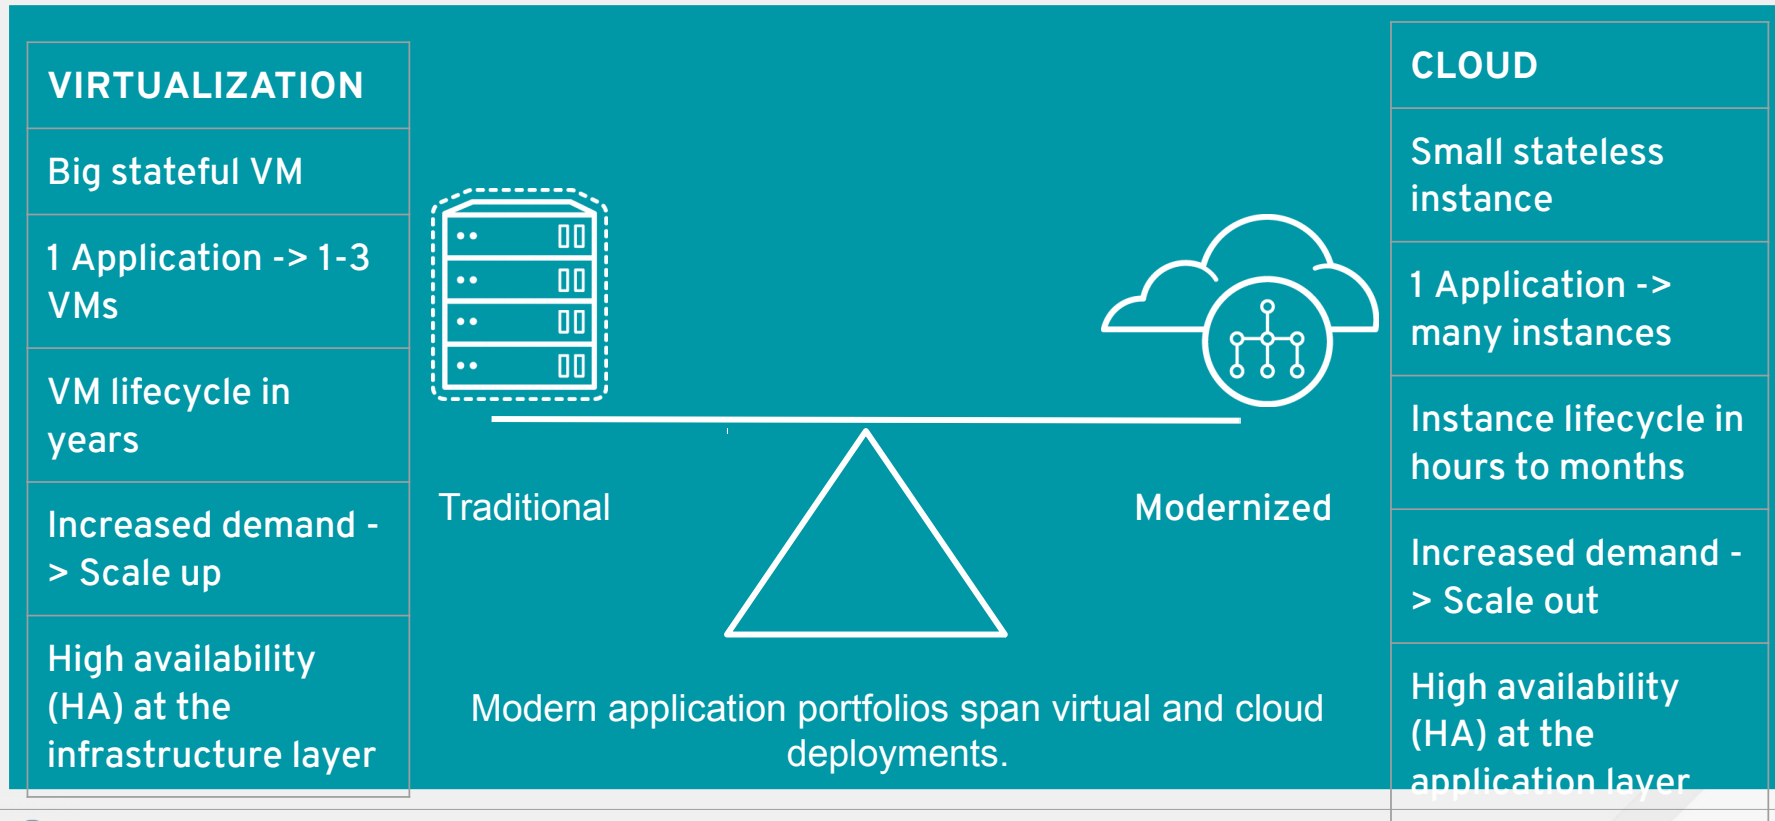 VIRTUALIZATION
Big stateful VM
1 Application -> 1-3
VMs
VM lifecycle in
years
Increased demand -
> Scale up
High availability
(HA) at the
infrastructure layer
Traditional
Modernized
Modern application portfolios span virtual and cloud
deployments.
CLOUD
Small stateless
instance
1 Application ->
many instances
Instance lifecycle in
hours to months
Increased demand -
> Scale out
High availability
(HA) at the
application layer